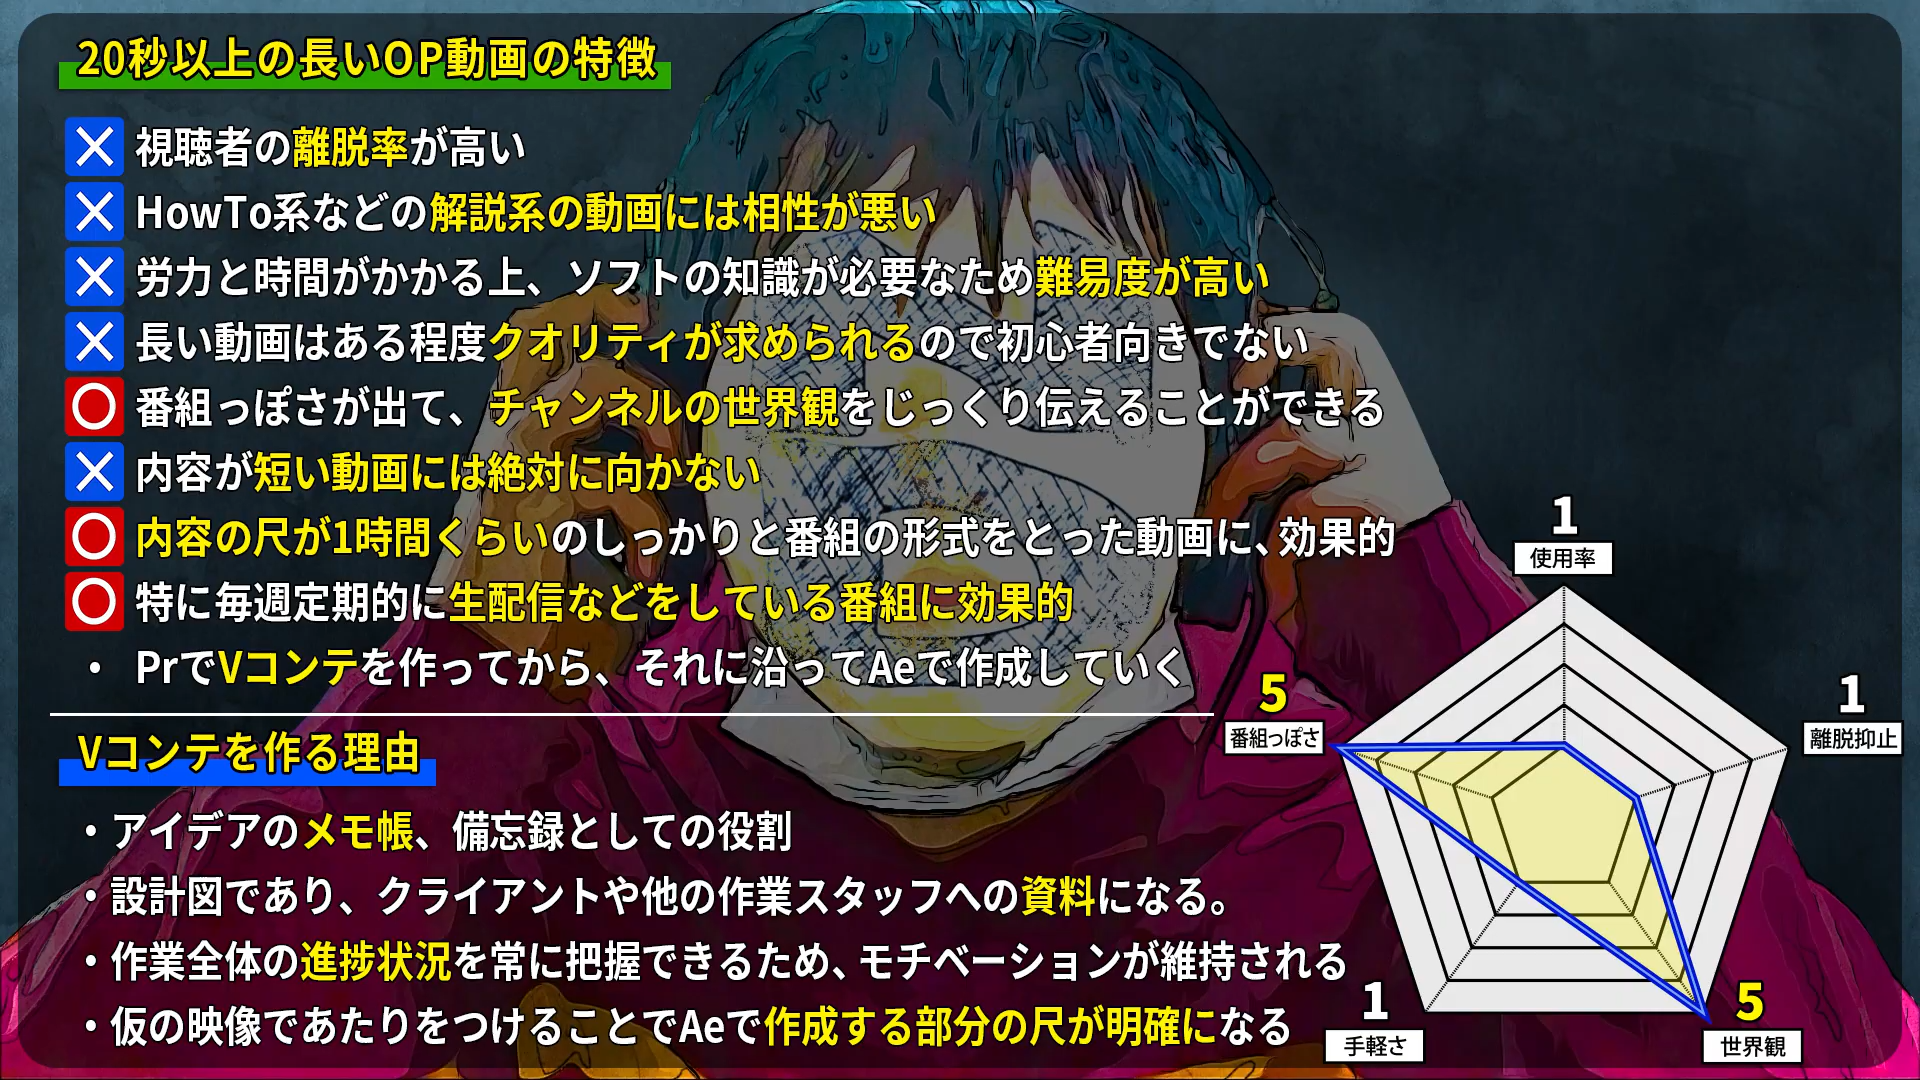 20秒以上の長いOP動画の特徴
視聴者の離脱率が高い
HowTo系などの解説系の動画には相性が悪い
労力と時間がかかる上、ソフトの知識が必要なため難易度が高い
長い動画はある程度クオリティが求められるので初心者向きでない
番組っぽさが出て、チャンネルの世界観をじっくり伝えることができる
内容が短い動画には絶対に向かない
内容の尺が1時間くらいのしっかりと番組の形式をとった動画に、効果的
特に毎週定期的に生配信などをしている番組に効果的
・ PrでVコンテを作ってから、それに沿ってAeで作成していく
Vコンテを作る理由
・アイデアのメモ帳、備忘録としての役割
・設計図であり、クライアントや他の作業スタッフへの資料になる。
・作業全体の進捗状況を常に把握できるため、モチベーションが維持される
・仮の映像であたりをつけることでAeで作成する部分の尺が明確になる
1
使用率
5
番組っぽさ
1
離脱抑止
1
手軽さ
5
世界観